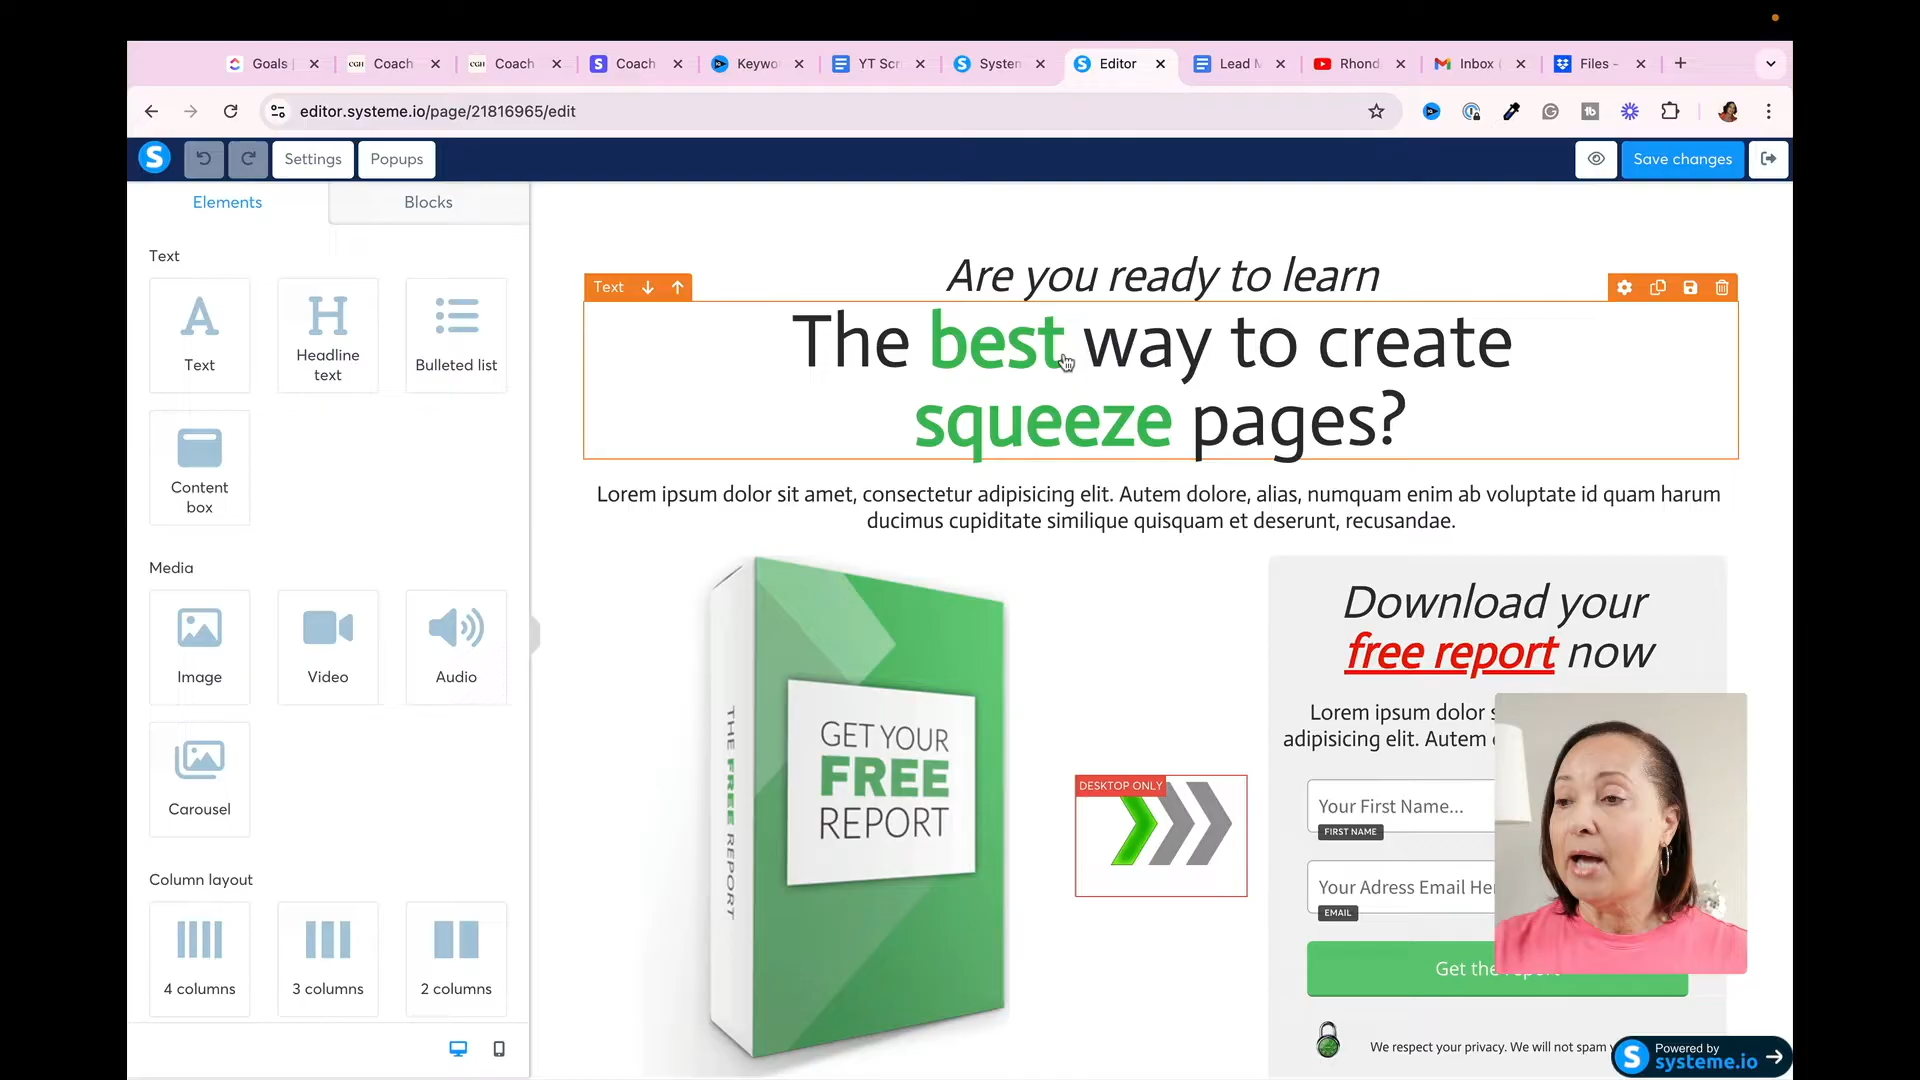 Goals
Coach
Coach
Coach
Keywo
YT Scr
System
Editor
Lead M
Rhond
Inbox (
Files -
editor.systeme.io/page/21816965/edit
Settings
Popups
Save changes
Elements
Blocks
Text
Text
Headline
text
Bulleted list
Content
box
Media
Image
Video
Audio
Carousel
Column layout
4 columns
3 columns
2 columns
Are you ready to learn
Text
The best way to create
squeeze pages?
Lorem ipsum dolor sit amet, consectetur adipisicing elit. Autem dolore, alias, numquam enim ab voluptate id quam harum
ducimus cupiditate similique quisquam et deserunt, recusandae.
THE FREE REPORT
GET YOUR
FREE
REPORT
DESKTOP ONLY
Download your
free report now
Lorem ipsum dolor
adipisicing elit. Autem
Your First Name...
FIRST NAME
Your Adress Email He
EMAIL
Get the report
We respect your privacy. We will not spam
Powered by
systeme.io